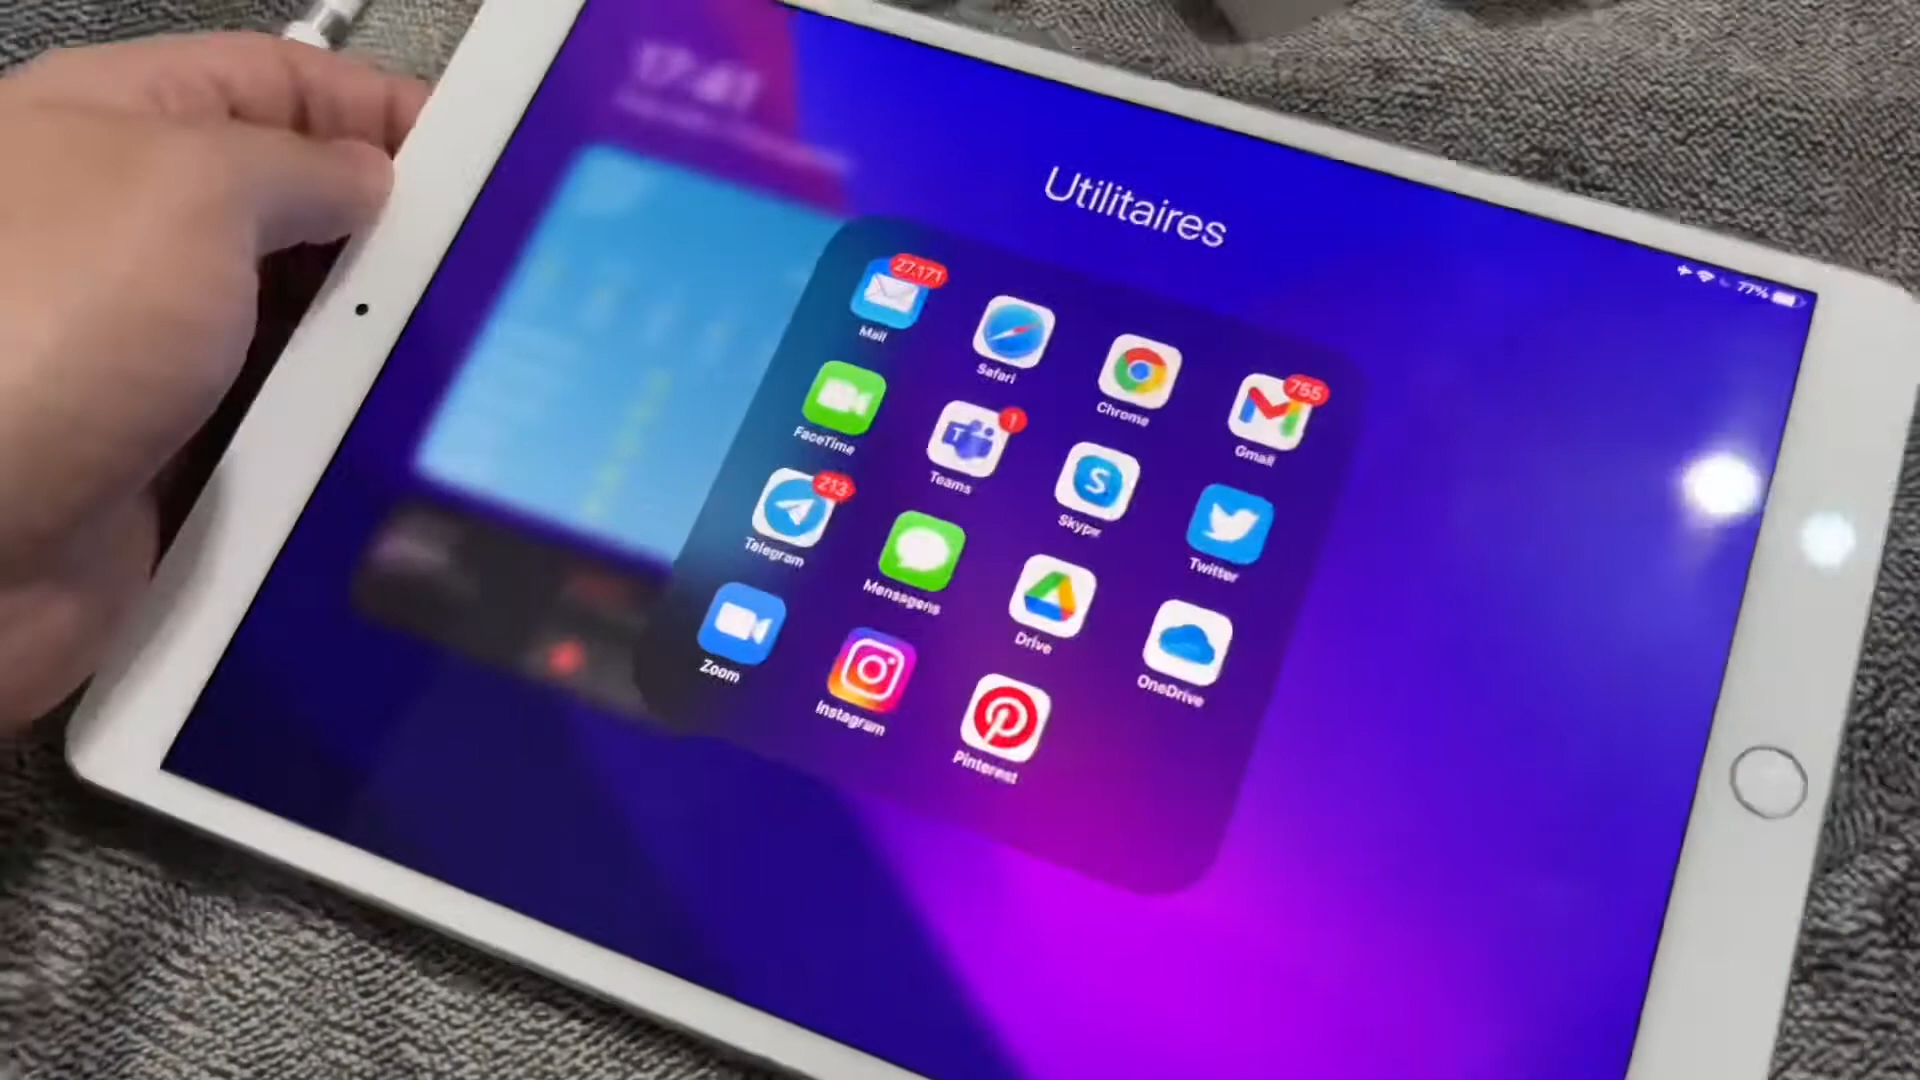 17:41
Utilitaires
77%
27.171
Mail
Safari
Chrome
755
Gmail
FaceTime
1
Teams
Skype
Twitter
213
Telegram
Mensagens
Drive
OneDrive
Zoom
Instagram
Pinterest